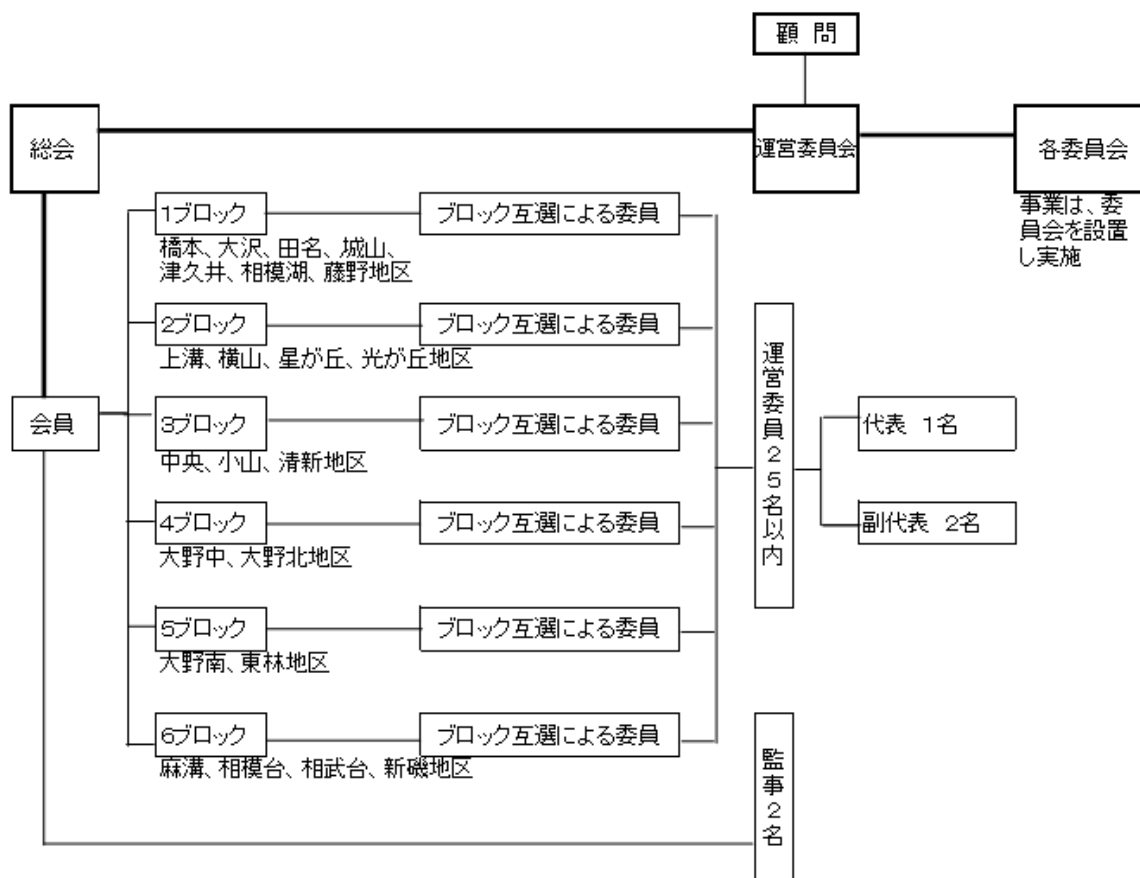 顧 問
総会
運営委員会
各委員会
事業は、委
員会を設置
し実施
1ブロック
ブロック互選による委員
橋本、大沢、田名、城山、
津久井、相模湖、藤野地区
2ブロック
ブロック互選による委員
上溝、横山、星が丘、光が丘地区
会員
3ブロック
ブロック互選による委員
中央、小山、清新地区
4ブロック
ブロック互選による委員
大野中、大野北地区
5ブロック
ブロック互選による委員
大野南、東林地区
6ブロック
ブロック互選による委員
麻溝、相模台、相武台、新磯地区
運営委員25名以内
代表 1名
副代表 2名
監事2名